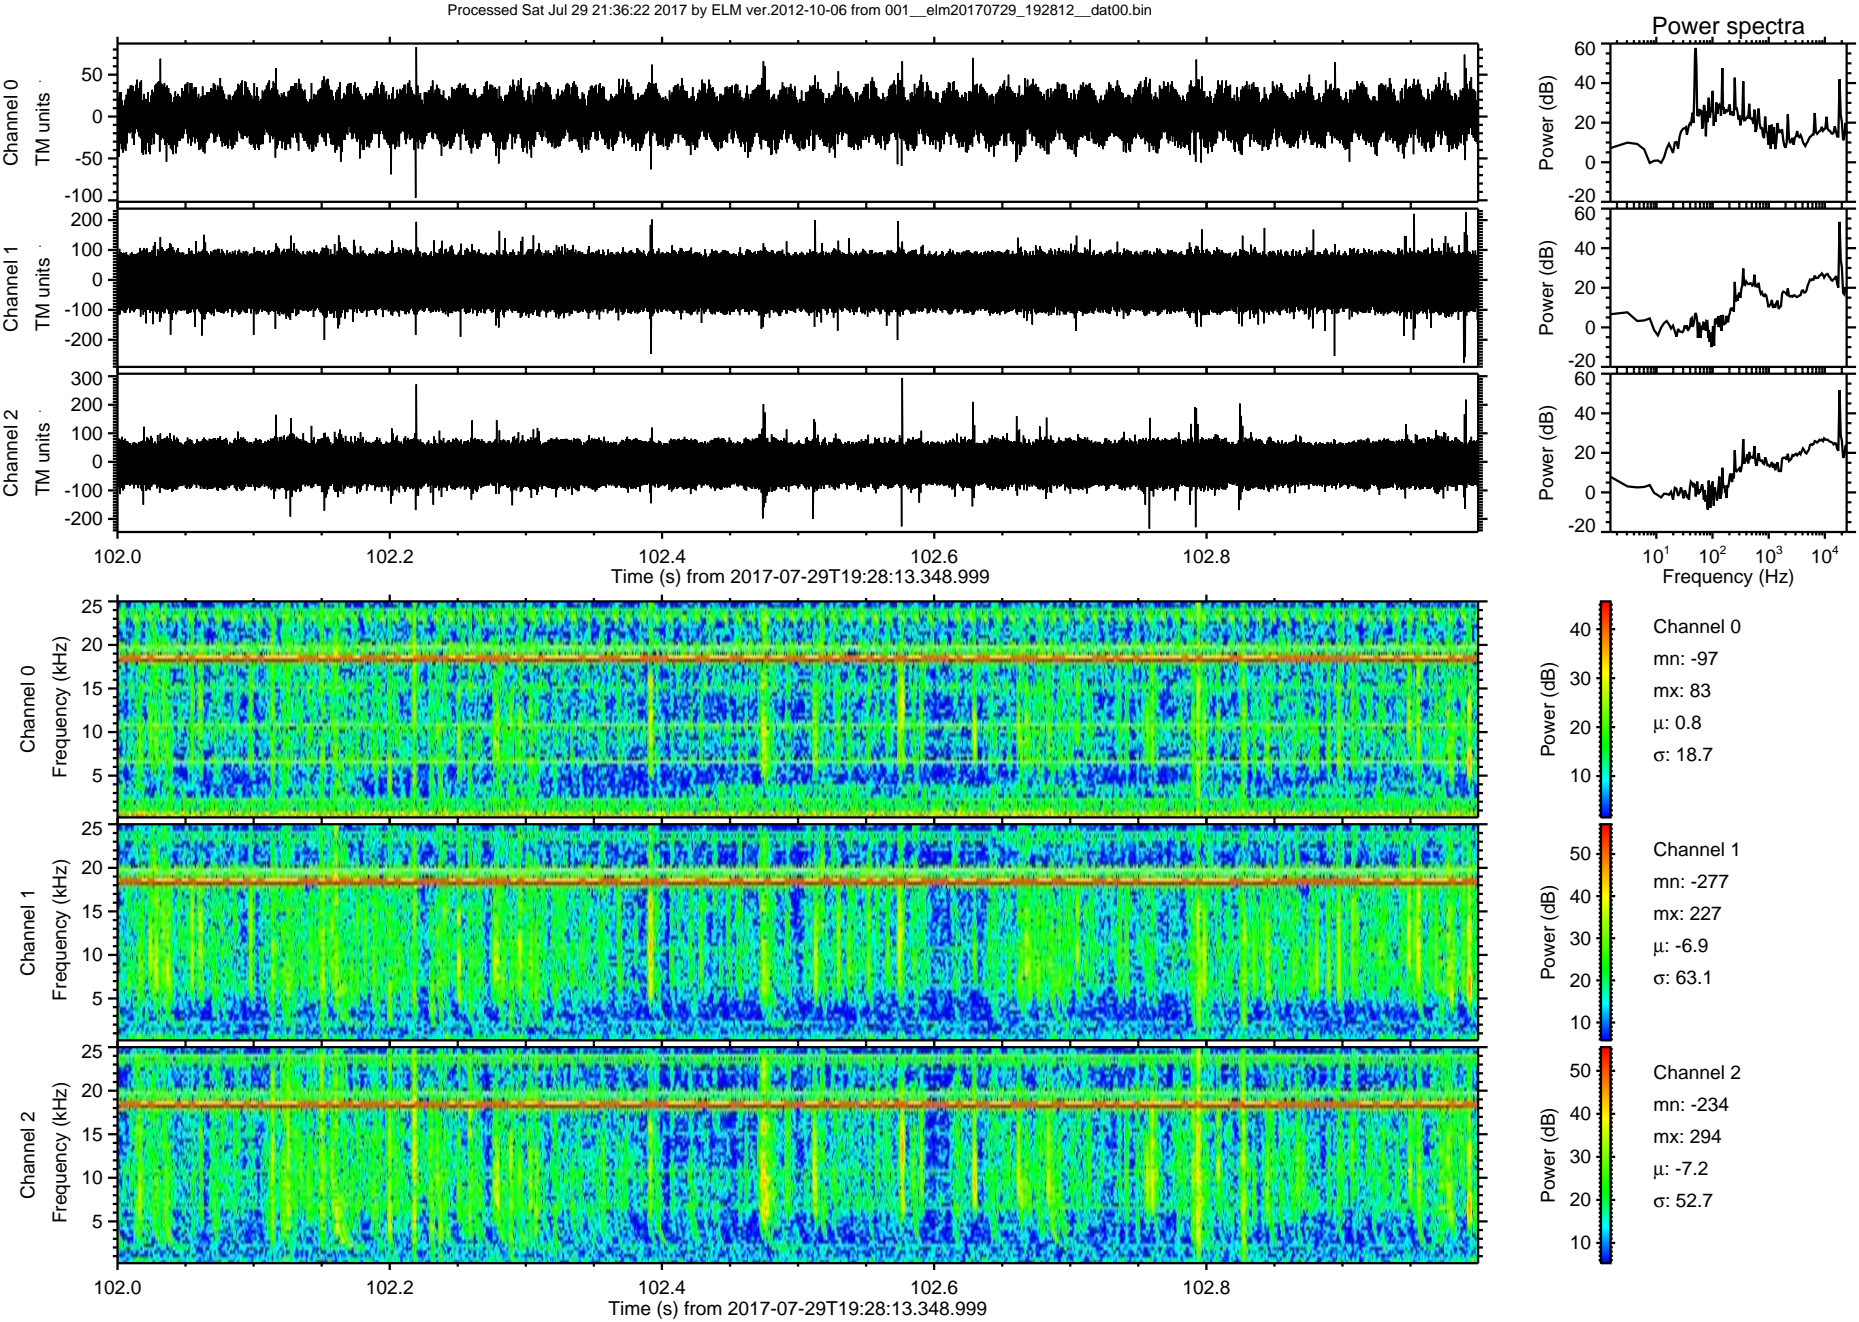 Processed Sat Jul 29 21:36:22 2017 by ELM ver.2012-10-06 from 001__elm20170729_192812__dat00.bin
Power spectra
Channel 0
TM units
50
0
-50
-100
Power (dB)
60
40
20
0
-20
Channel 1
TM units
200
100
0
-100
-200
Power (dB)
60
40
20
0
-20
Channel 2
TM units
300
200
100
0
-100
-200
Power (dB)
60
40
20
0
-20
102.0 102.2 102.4 102.6 102.8
Time (s) from 2017-07-29T19:28:13.348.999
10¹ 10² 10³ 10⁴
Frequency (Hz)
Channel 0
Frequency (kHz)
25
20
15
10
5
Power (dB)
40
30
20
10
Channel 0
mn: -97
mx: 83
μ: 0.8
σ: 18.7
Channel 1
Frequency (kHz)
25
20
15
10
5
Power (dB)
50
40
30
20
10
Channel 1
mn: -277
mx: 227
μ: -6.9
σ: 63.1
Channel 2
Frequency (kHz)
25
20
15
10
5
Power (dB)
50
40
30
20
10
Channel 2
mn: -234
mx: 294
μ: -7.2
σ: 52.7
102.0 102.2 102.4 102.6 102.8
Time (s) from 2017-07-29T19:28:13.348.999